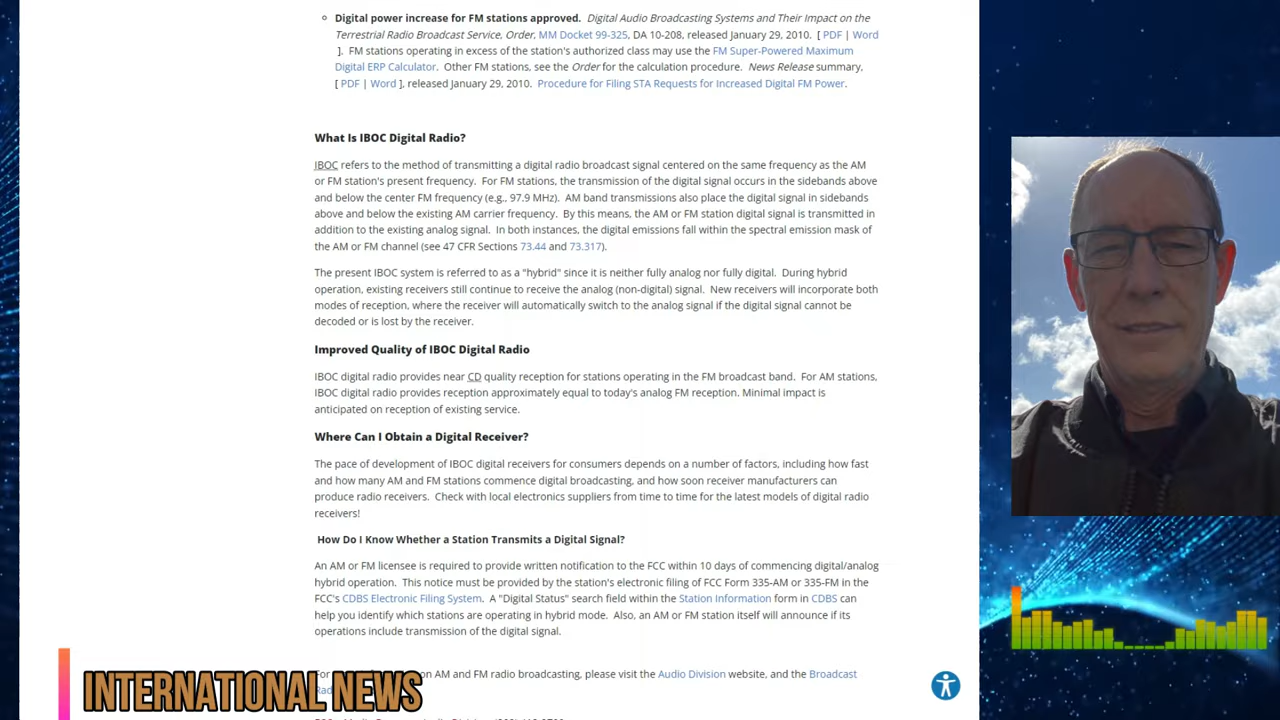 Digital power increase for FM stations approved. Digital Audio Broadcasting Systems and Their Impact on the
Terrestrial Radio Broadcast Service, Order, MM Docket 99-325, DA 10-208, released January 29, 2010. [ PDF | Word
]. FM stations operating in excess of the station's authorized class may use the FM Super-Powered Maximum
Digital ERP Calculator. Other FM stations, see the Order for the calculation procedure. News Release summary,
[ PDF | Word ], released January 29, 2010. Procedure for Filing STA Requests for Increased Digital FM Power.
What Is IBOC Digital Radio?
IBOC refers to the method of transmitting a digital radio broadcast signal centered on the same frequency as the AM
or FM station's present frequency. For FM stations, the transmission of the digital signal occurs in the sidebands above
and below the center FM frequency (e.g., 97.9 MHz). AM band transmissions also place the digital signal in sidebands
above and below the existing AM carrier frequency. By this means, the AM or FM station digital signal is transmitted in
addition to the existing analog signal. In both instances, the digital emissions fall within the spectral emission mask of
the AM or FM channel (see 47 CFR Sections 73.44 and 73.317).
The present IBOC system is referred to as a "hybrid" since it is neither fully analog nor fully digital. During hybrid
operation, existing receivers still continue to receive the analog (non-digital) signal. New receivers will incorporate both
modes of reception, where the receiver will automatically switch to the analog signal if the digital signal cannot be
decoded or is lost by the receiver.
Improved Quality of IBOC Digital Radio
IBOC digital radio provides near CD quality reception for stations operating in the FM broadcast band. For AM stations,
IBOC digital radio provides reception approximately equal to today's analog FM reception. Minimal impact is
anticipated on reception of existing service.
Where Can I Obtain a Digital Receiver?
The pace of development of IBOC digital receivers for consumers depends on a number of factors, including how fast
and how many AM and FM stations commence digital broadcasting, and how soon receiver manufacturers can
produce radio receivers. Check with local electronics suppliers from time to time for the latest models of digital radio
receivers!
How Do I Know Whether a Station Transmits a Digital Signal?
An AM or FM licensee is required to provide written notification to the FCC within 10 days of commencing digital/analog
hybrid operation. This notice must be provided by the station's electronic filing of FCC Form 335-AM or 335-FM in the
FCC's CDBS Electronic Filing System. A "Digital Status" search field within the Station Information form in CDBS can
help you identify which stations are operating in hybrid mode. Also, an AM or FM station itself will announce if its
operations include transmission of the digital signal.
For on AM and FM radio broadcasting, please visit the Audio Division website, and the Broadcast
INTERNATIONAL NEWS